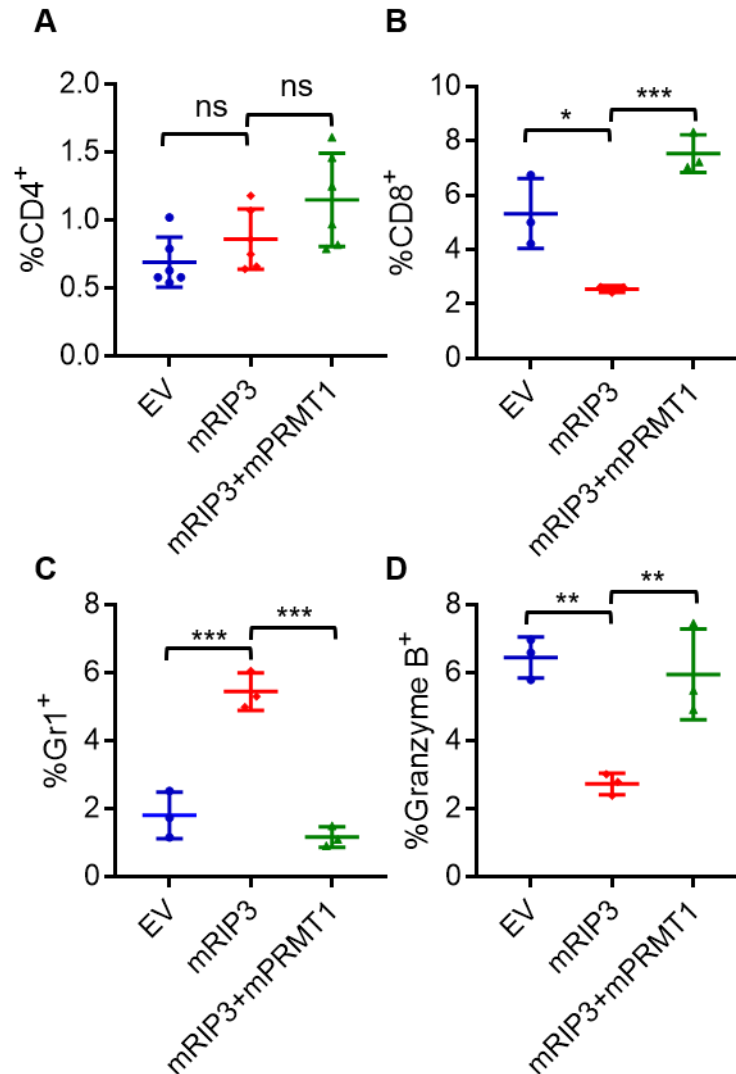 A
2.0
1.5
1.0
0.5
0.0
%CD4+
ns
ns
EV
mRIP3
mRIP3+mPRMT1
B
10
8
6
4
2
0
%CD8+
*
***
EV
mRIP3
mRIP3+mPRMT1
C
8
6
4
2
0
%Gr1+
***
***
EV
mRIP3
mRIP3+mPRMT1
D
8
6
4
2
0
%Granzyme B+
**
**
EV
mRIP3
mRIP3+mPRMT1